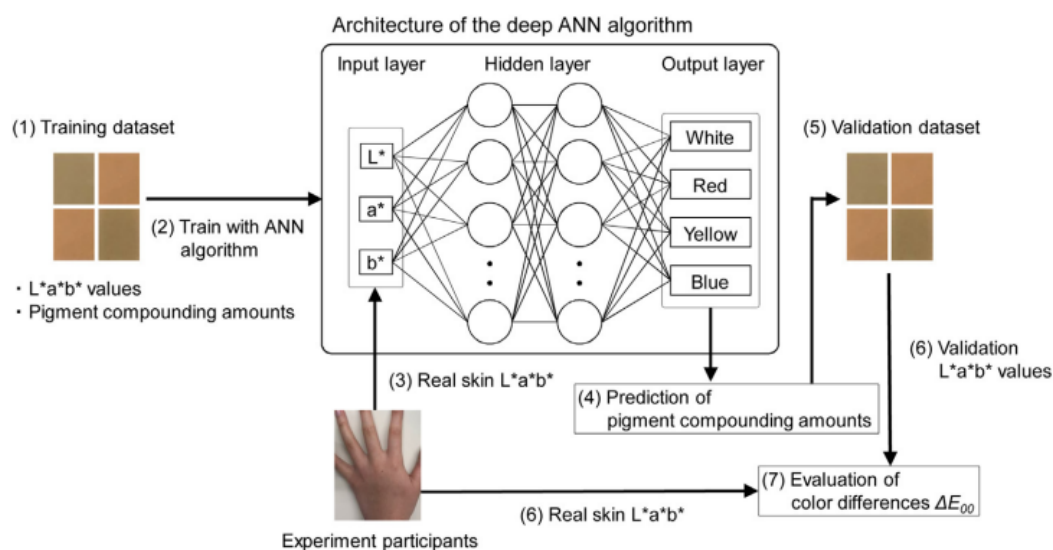 Architecture of the deep ANN algorithm
Input layer
Hidden layer
Output layer
(1) Training dataset
(2) Train with ANN
algorithm
・L*a*b* values
・Pigment compounding amounts
L*
a*
b*
White
Red
Yellow
Blue
(3) Real skin L*a*b*
(4) Prediction of
pigment compounding amounts
(5) Validation dataset
(6) Validation
L*a*b* values
(7) Evaluation of
color differences ΔE₀₀
(6) Real skin L*a*b*
Experiment participants